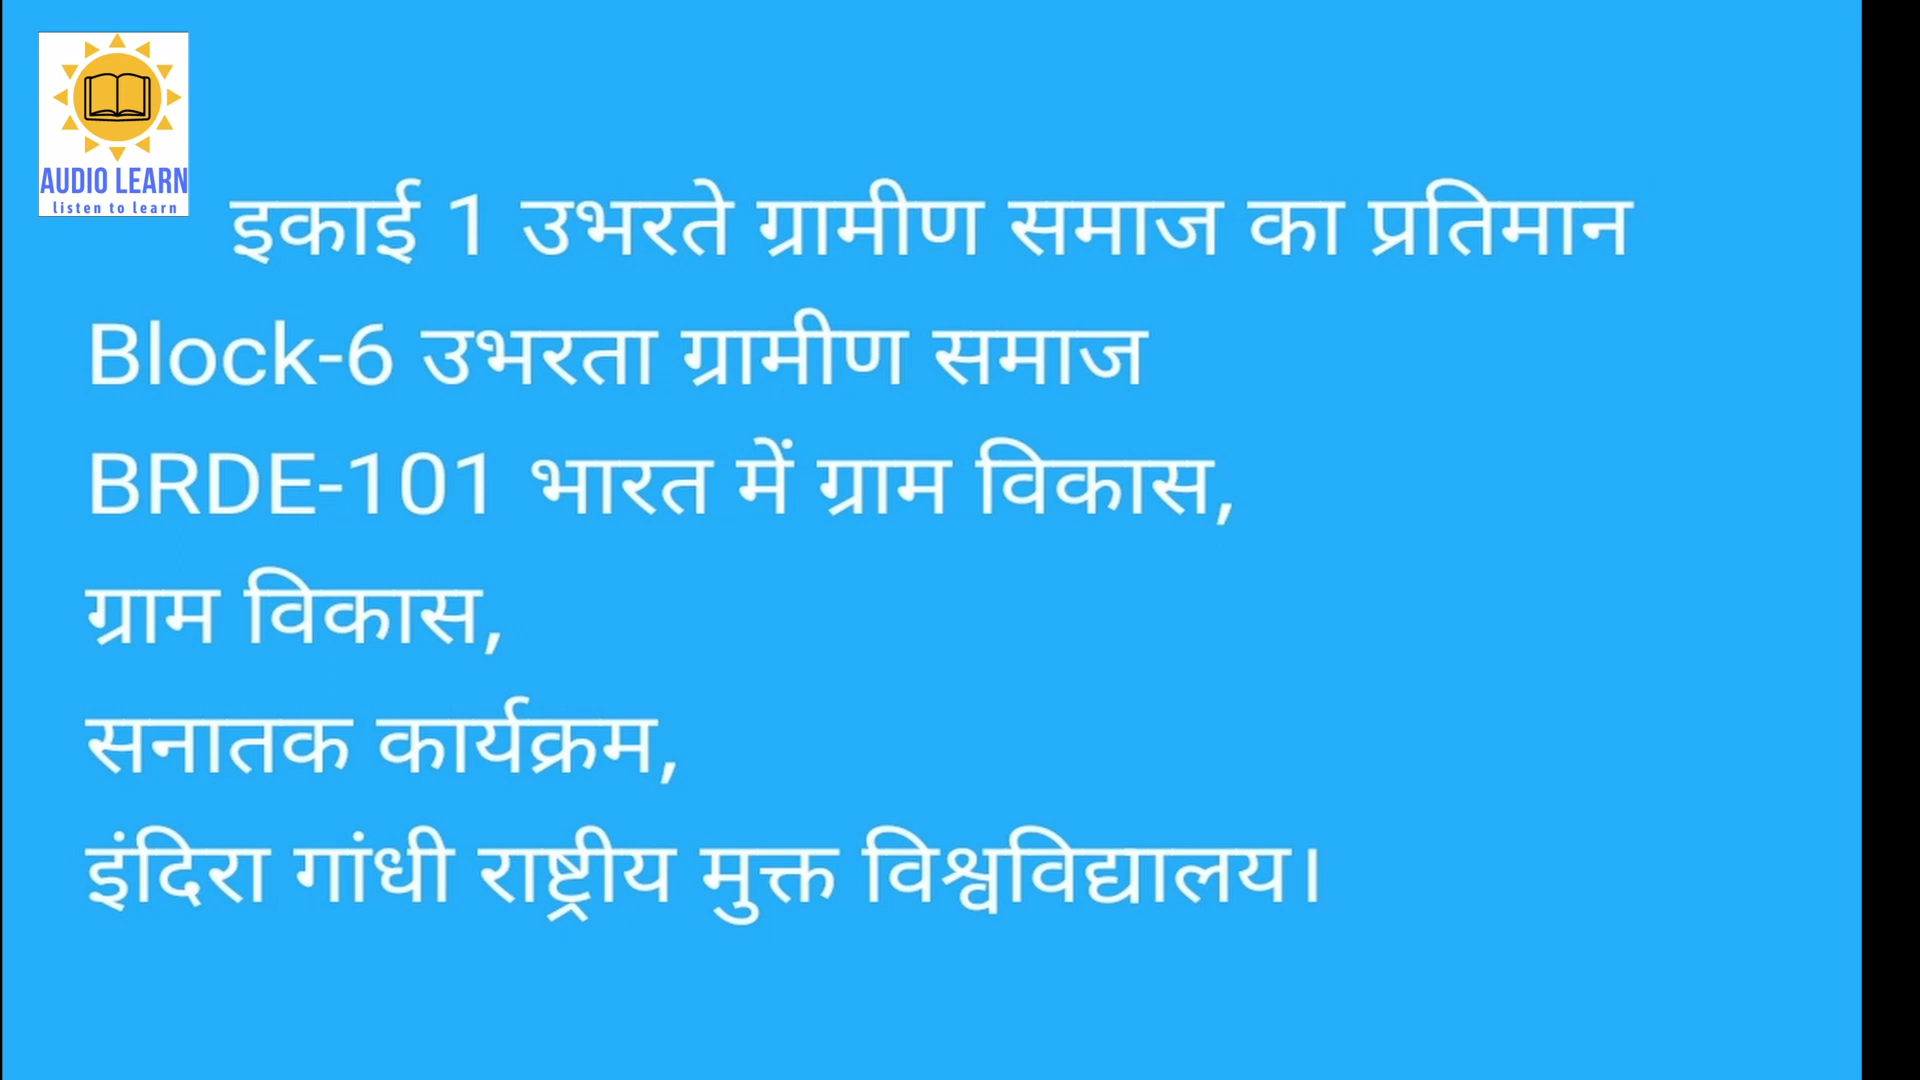 AUDIO LEARN
listen to learn
इकाई 1 उभरते ग्रामीण समाज का प्रतिमान
Block-6 उभरता ग्रामीण समाज
BRDE-101 भारत में ग्राम विकास,
ग्राम विकास,
सनातक कार्यक्रम,
इंदिरा गांधी राष्ट्रीय मुक्त विश्वविद्यालय।